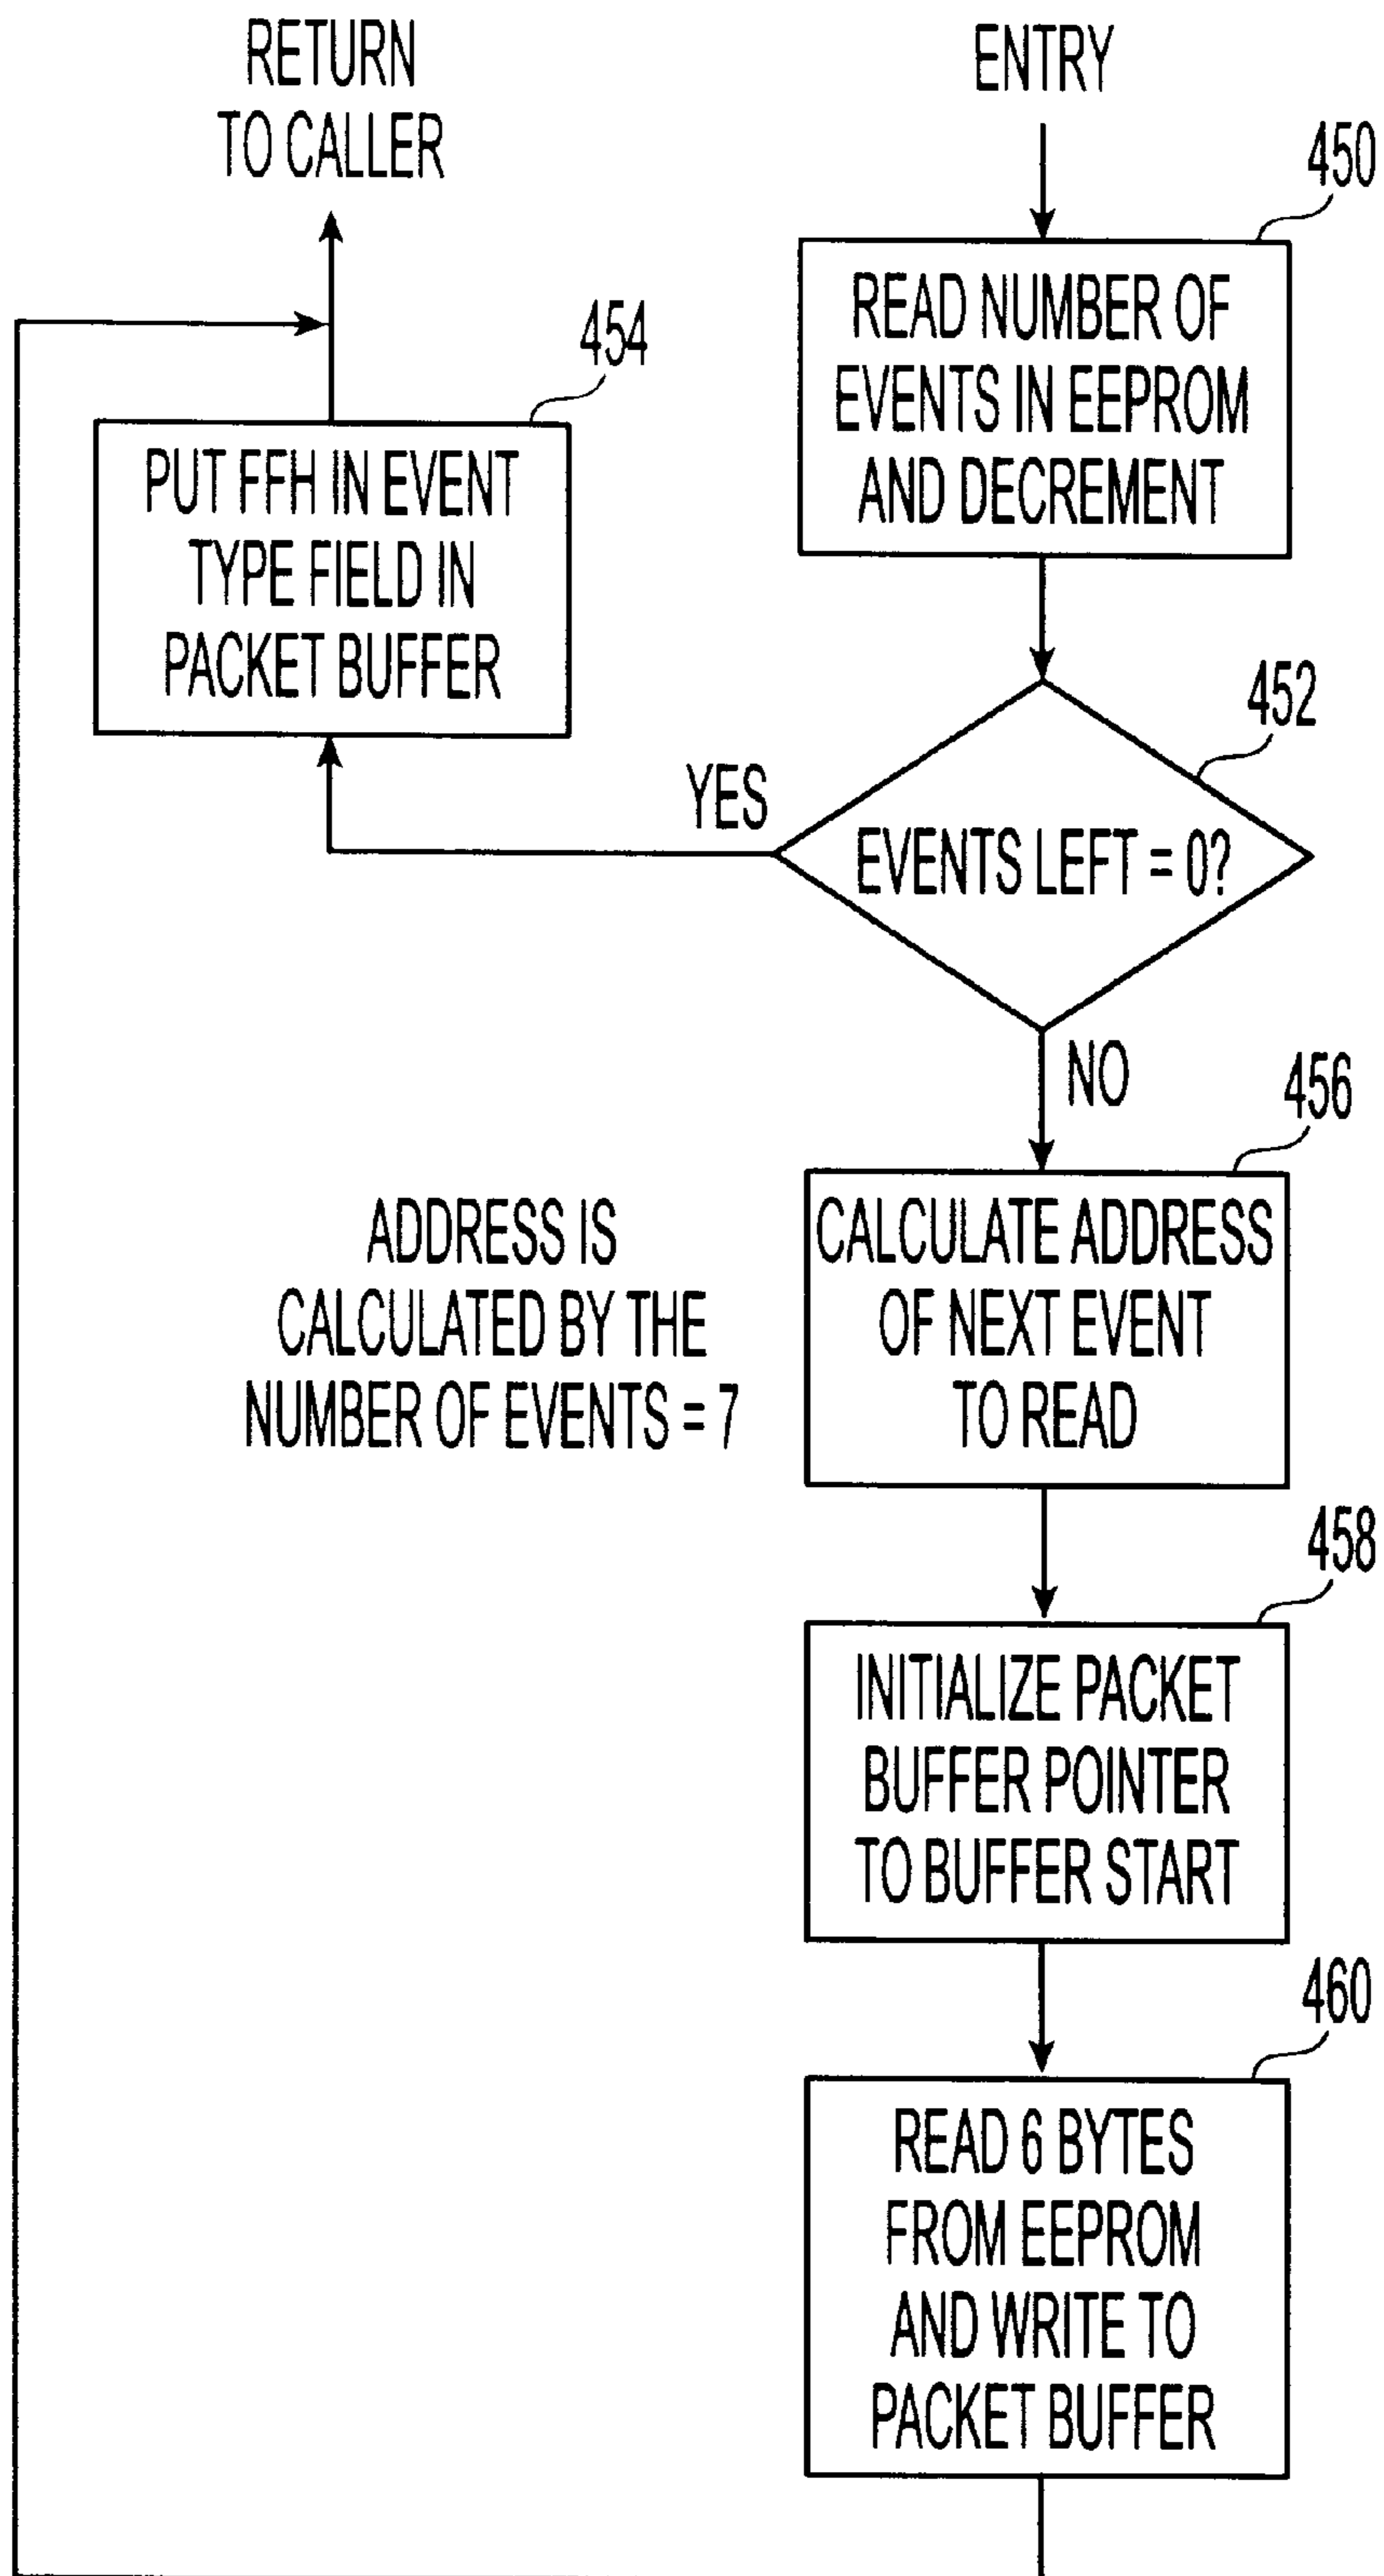 RETURN
TO CALLER
ENTRY
450
READ NUMBER OF
EVENTS IN EEPROM
AND DECREMENT
454
PUT FFH IN EVENT
TYPE FIELD IN
PACKET BUFFER
452
YES
EVENTS LEFT = 0?
NO
456
CALCULATE ADDRESS
OF NEXT EVENT
TO READ
ADDRESS IS
CALCULATED BY THE
NUMBER OF EVENTS = 7
458
INITIALIZE PACKET
BUFFER POINTER
TO BUFFER START
460
READ 6 BYTES
FROM EEPROM
AND WRITE TO
PACKET BUFFER